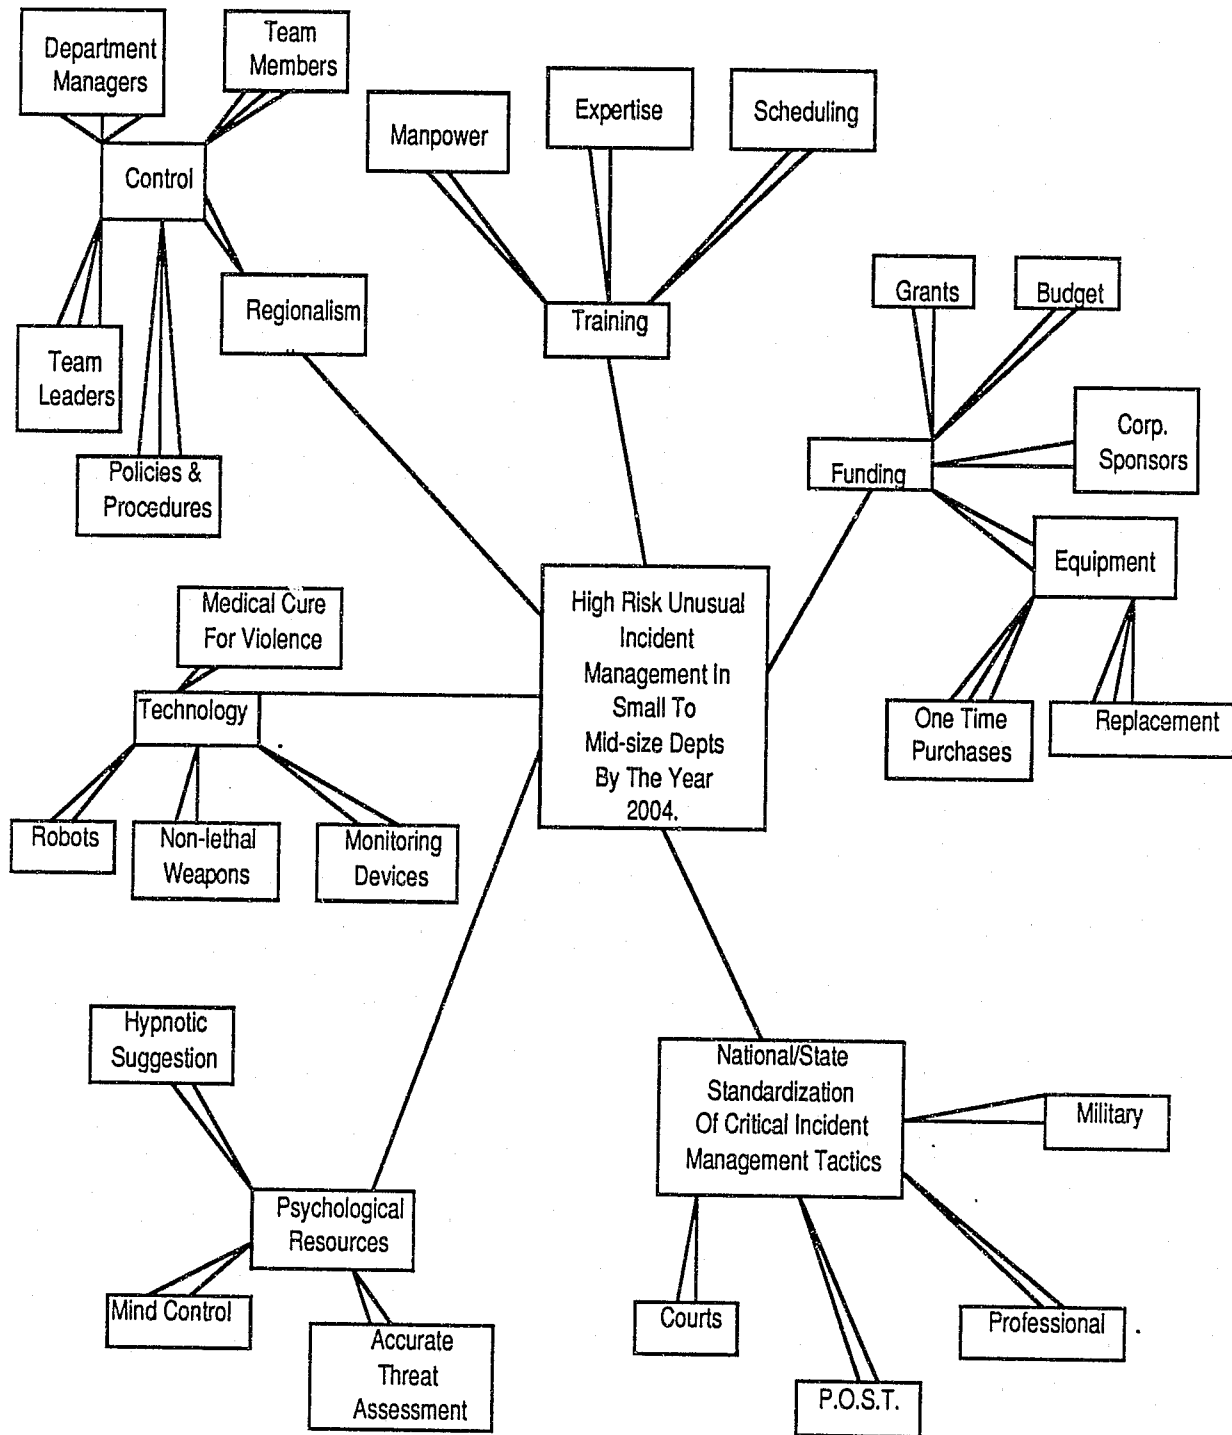 Department
Managers
Team
Members
Manpower
Expertise
Scheduling
Control
Regionalism
Training
Grants
Budget
Team
Leaders
Policies &
Procedures
Funding
Corp.
Sponsors
Equipment
Medical Cure
For Violence
High Risk Unusual
Incident
Management In
Small To
Mid-size Depts
By The Year
2004.
One Time
Purchases
Replacement
Technology
Robots
Non-lethal
Weapons
Monitoring
Devices
Hypnotic
Suggestion
National/State
Standardization
Of Critical Incident
Management Tactics
Military
Psychological
Resources
Mind Control
Accurate
Threat
Assessment
Courts
P.O.S.T.
Professional